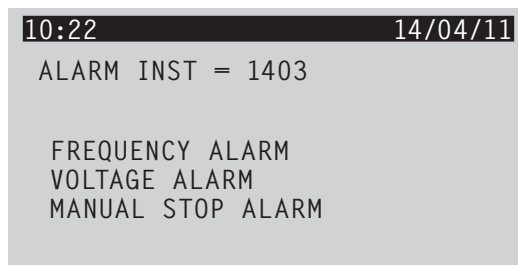 10:22 14/04/11
ALARM INST = 1403
FREQUENCY ALARM
VOLTAGE ALARM
MANUAL STOP ALARM